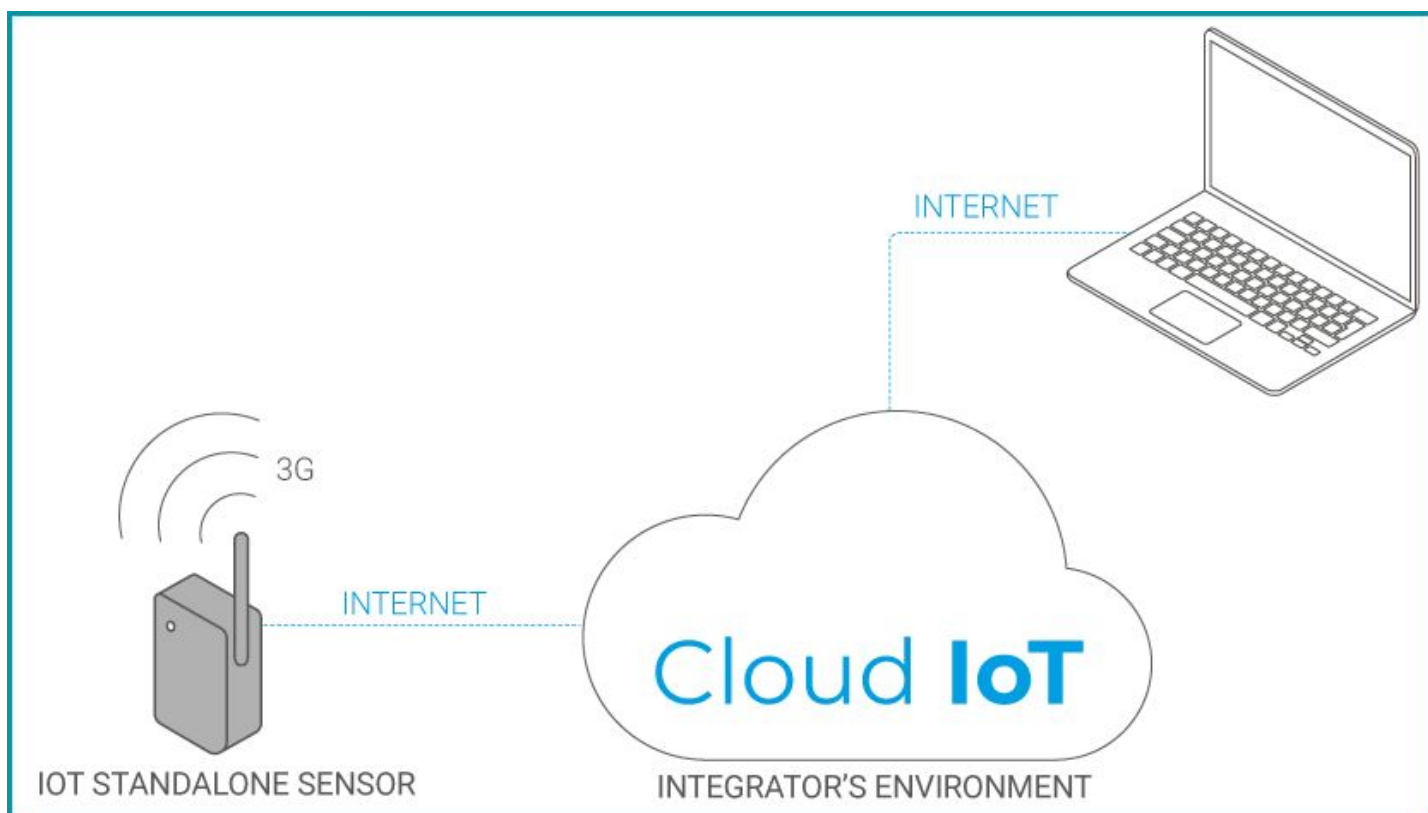 INTERNET
3G
INTERNET
Cloud IoT
IOT STANDALONE SENSOR
INTEGRATOR'S ENVIRONMENT